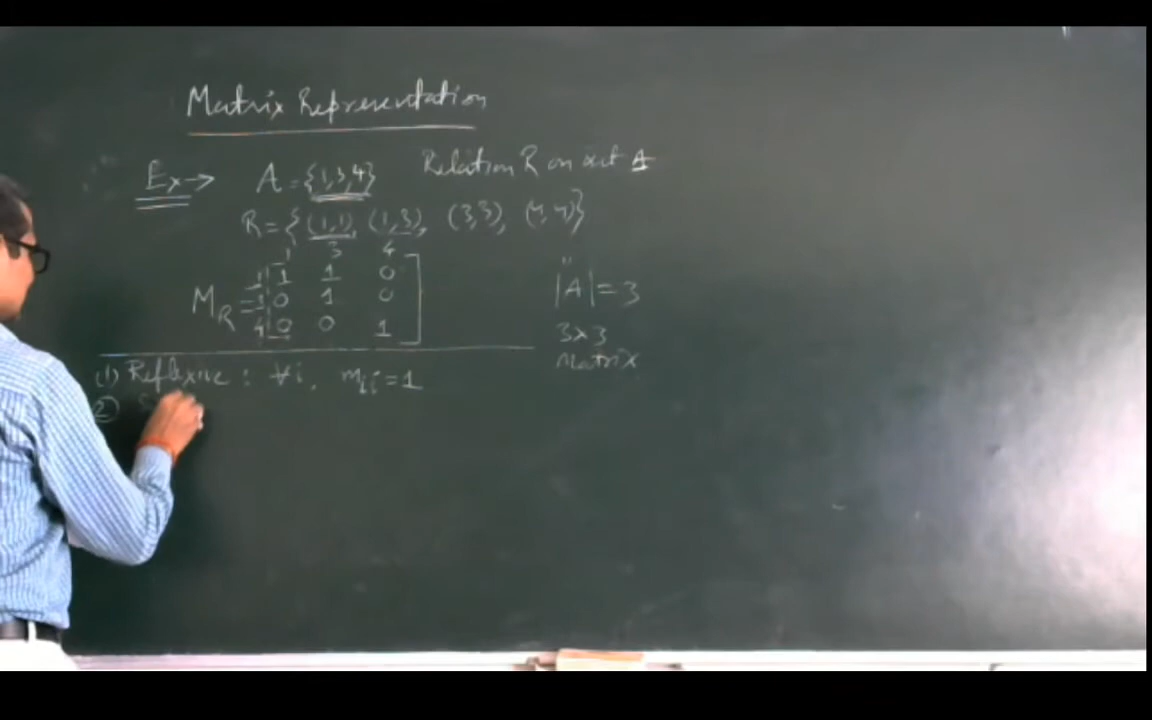 Matrix Representation
Ex → A = {1,3,4} Relation R on set A
R = {(1,1), (1,3), (3,3), (4,4)}
1 3 4
1 1 1 0
M_R = 3 0 1 0
4 0 0 1
|A| = 3
3x3
Matrix
(1) Reflexive : ∀i, m_ii = 1
② S